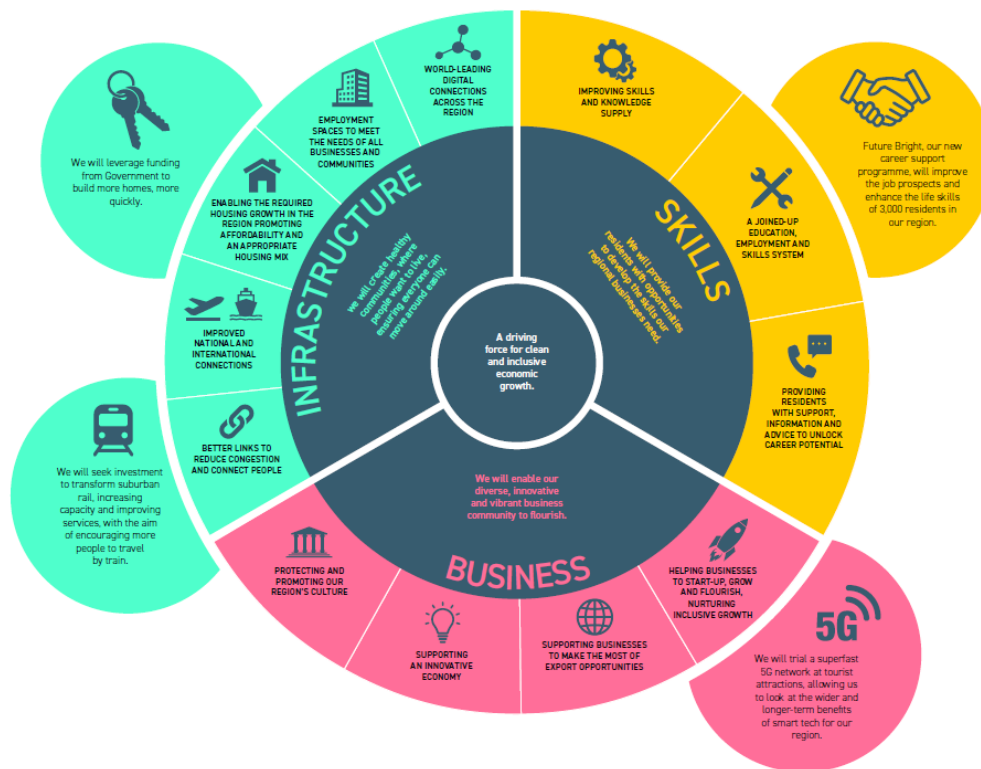 WORLD-LEADING
DIGITAL
CONNECTIONS
ACROSS THE
REGION
EMPLOYMENT
SPACES TO MEET
THE NEEDS OF ALL
BUSINESSES AND
COMMUNITIES
ENABLING THE REQUIRED
HOUSING GROWTH IN THE
REGION PROMOTING
AFFORDABILITY AND
AN APPROPRIATE
HOUSING MIX
IMPROVED
NATIONAL AND
INTERNATIONAL
CONNECTIONS
BETTER LINKS TO
REDUCE CONGESTION
AND CONNECT PEOPLE
We will leverage funding
from Government to
build more homes, more
quickly.
We will seek investment
to transform suburban
rail, increasing
capacity and improving
services, with the aim
of encouraging more
people to travel
by train.
INFRASTRUCTURE
we will create healthy
communities, where
people want to live,
ensuring everyone can
move around easily.
IMPROVING SKILLS
AND KNOWLEDGE
SUPPLY
A JOINED-UP
EDUCATION,
EMPLOYMENT AND
SKILLS SYSTEM
PROVIDING
RESIDENTS
WITH SUPPORT,
INFORMATION AND
ADVICE TO UNLOCK
CAREER POTENTIAL
Future Bright, our new
career support
programme, will improve
the job prospects and
enhance the life skills
of 3,000 residents in
our region.
SKILLS
We will provide our
residents with opportunities
to develop the skills our
regional businesses need.
A driving
force for clean
and inclusive
economic
growth.
We will enable our
diverse, innovative
and vibrant business
community to flourish.
BUSINESS
PROTECTING AND
PROMOTING OUR
REGION'S CULTURE
SUPPORTING
AN INNOVATIVE
ECONOMY
SUPPORTING BUSINESSES
TO MAKE THE MOST OF
EXPORT OPPORTUNITIES
HELPING BUSINESSES
TO START-UP, GROW
AND FLOURISH,
NURTURING
INCLUSIVE GROWTH
5G
We will trial a superfast
5G network at tourist
attractions, allowing us
to look at the wider and
longer-term benefits
of smart tech for our
region.